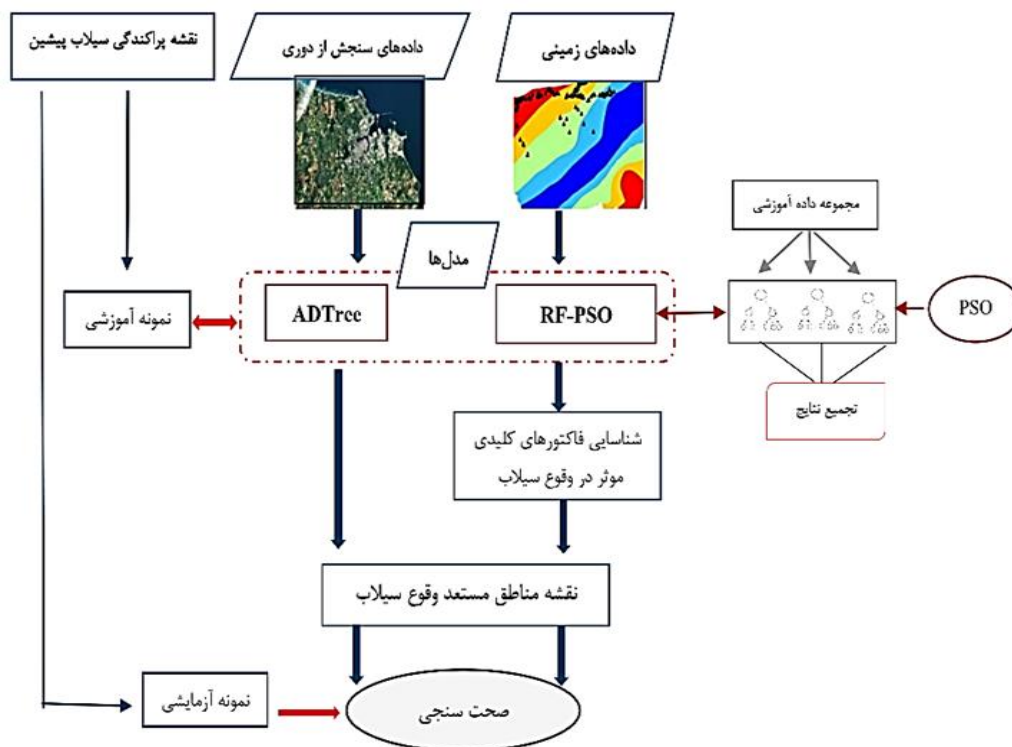 نقشه پراکندگی سیلاب پیشین
داده‌های سنجش از دوری
داده‌های زمینی
مجموعه داده آموزشی
مدل‌ها
نمونه آموزشی
ADTree
RF-PSO
PSO
تجمیع نتایج
شناسایی فاکتورهای کلیدی
موثر در وقوع سیلاب
نقشه مناطق مستعد وقوع سیلاب
نمونه آزمایشی
صحت سنجی